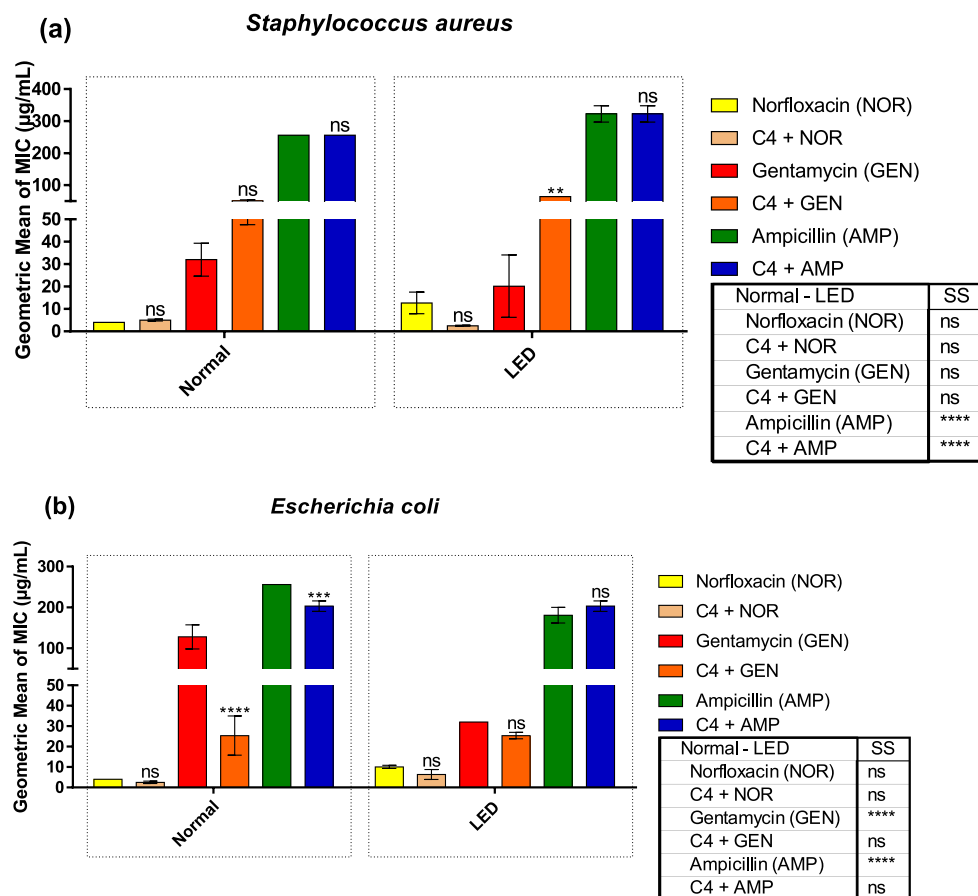 (a)
Staphylococcus aureus
Geometric Mean of MIC (µg/mL)
400
300
200
100
50
40
30
20
10
0
ns
ns
ns
ns
**
ns
Normal
LED
Norfloxacin (NOR)
C4 + NOR
Gentamycin (GEN)
C4 + GEN
Ampicillin (AMP)
C4 + AMP
Normal - LED SS
Norfloxacin (NOR) ns
C4 + NOR ns
Gentamycin (GEN) ns
C4 + GEN ns
Ampicillin (AMP) ****
C4 + AMP ****
(b)
Escherichia coli
Geometric Mean of MIC (µg/mL)
300
200
100
50
40
30
20
10
0
ns
****
***
ns
ns
ns
Normal
LED
Norfloxacin (NOR)
C4 + NOR
Gentamycin (GEN)
C4 + GEN
Ampicillin (AMP)
C4 + AMP
Normal - LED SS
Norfloxacin (NOR) ns
C4 + NOR ns
Gentamycin (GEN) ****
C4 + GEN ns
Ampicillin (AMP) ****
C4 + AMP ns